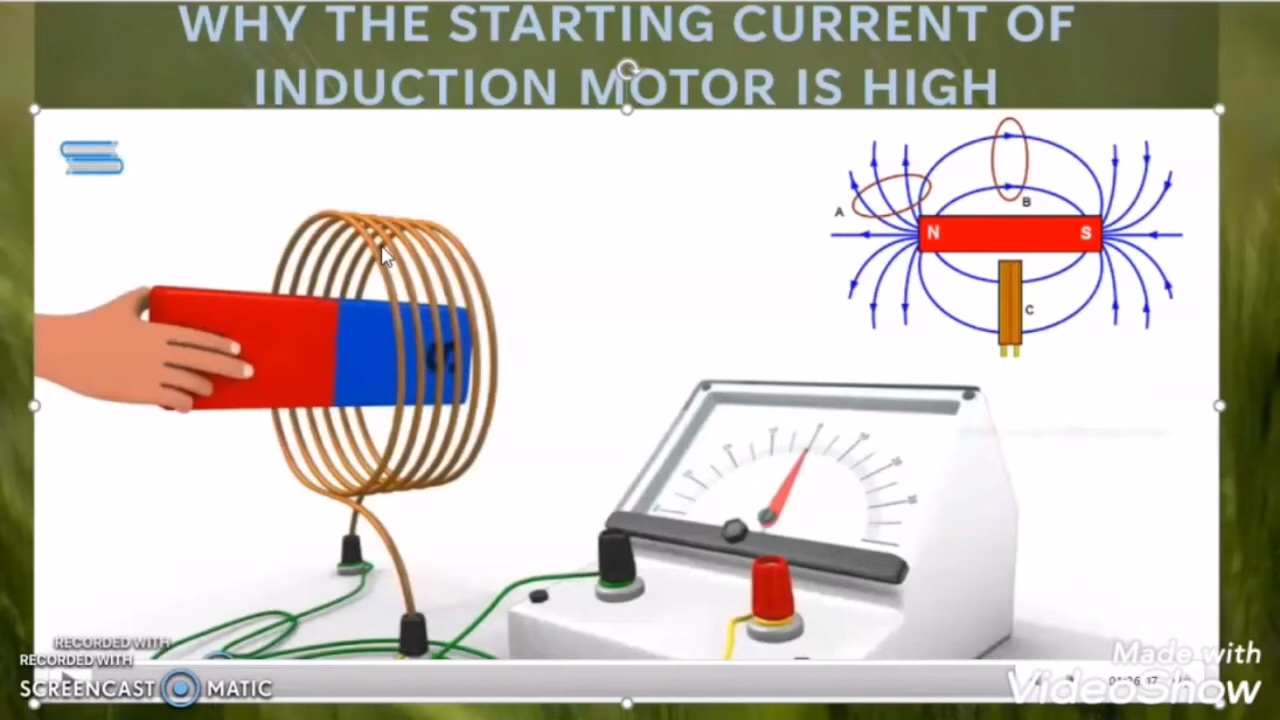 WHY THE STARTING CURRENT OF
INDUCTION MOTOR IS HIGH
A
B
N
S
C
S
RECORDED WITH
RECORDED WITH
SCREENCAST MATIC
Made with
VideoShow